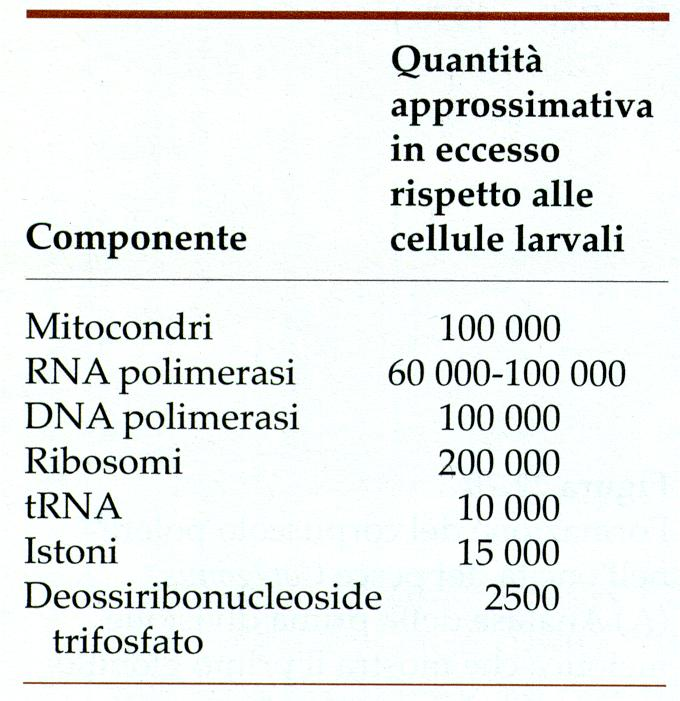 Quantità
approssimativa
in eccesso
rispetto alle
Componente cellule larvali
Mitocondri 100 000
RNA polimerasi 60 000-100 000
DNA polimerasi 100 000
Ribosomi 200 000
tRNA 10 000
Istoni 15 000
Deossiribonucleoside 2500
trifosfato